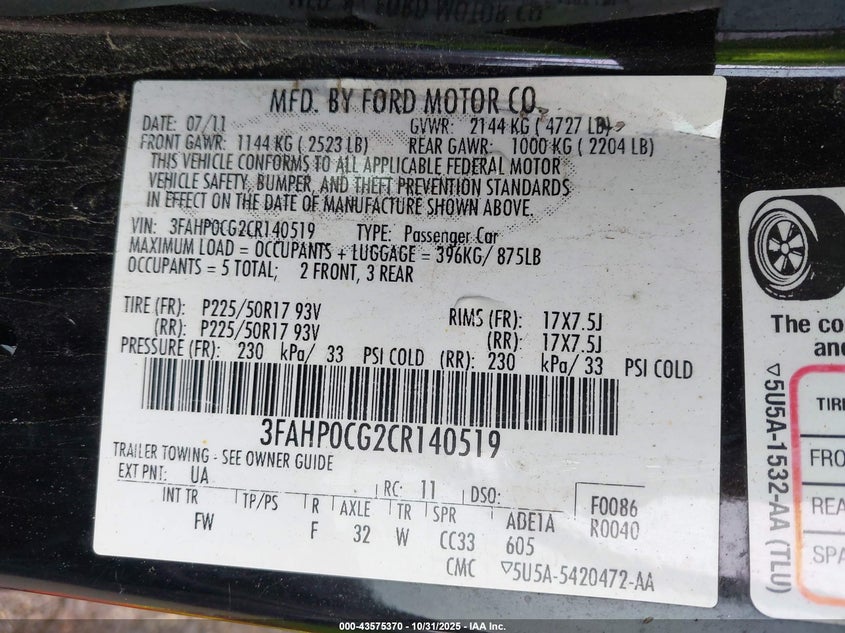 MFD. BY FORD MOTOR CO.
DATE: 07/11
GVWR: 2144 KG ( 4727 LB)
FRONT GAWR: 1144 KG ( 2523 LB)
REAR GAWR: 1000 KG ( 2204 LB)
THIS VEHICLE CONFORMS TO ALL APPLICABLE FEDERAL MOTOR
VEHICLE SAFETY, BUMPER, AND THEFT PREVENTION STANDARDS
IN EFFECT ON THE DATE OF MANUFACTURE SHOWN ABOVE.
VIN: 3FAHP0CG2CR140519 TYPE: Passenger Car
MAXIMUM LOAD = OCCUPANTS + LUGGAGE = 396KG/ 875LB
OCCUPANTS = 5 TOTAL; 2 FRONT, 3 REAR
TIRE (FR): P225/50R17 93V RIMS (FR): 17X7.5J
(RR): P225/50R17 93V (RR): 17X7.5J
PRESSURE (FR): 230 kPa/ 33 PSI COLD (RR): 230 kPa/ 33 PSI COLD
3FAHP0CG2CR140519
TRAILER TOWING - SEE OWNER GUIDE
EXT PNT: UA RC: 11 DSO:
INT TR TP/PS R AXLE TR SPR ADE1A F0086
FW F 32 W CC33 605 R0040
CMC ▽5U5A-5420472-AA
The co
and
TIRE
FRO
REA
SPA
▽5U5A-1532-AA (TLU)
000-43575370 - 10/31/2025 - IAA Inc.